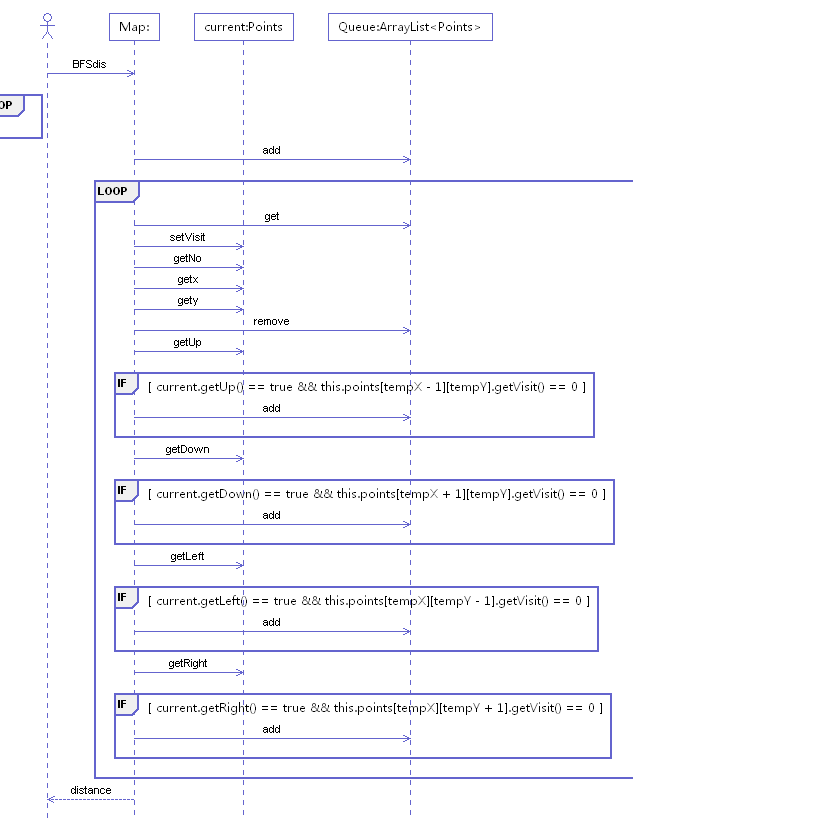 Map:
current:Points
Queue:ArrayList<Points>
BFSdis
OP
add
LOOP
get
setVisit
getNo
getx
gety
remove
getUp
IF
[ current.getUp() == true && this.points[tempX - 1][tempY].getVisit() == 0 ]
add
getDown
IF
[ current.getDown() == true && this.points[tempX + 1][tempY].getVisit() == 0 ]
add
getLeft
IF
[ current.getLeft() == true && this.points[tempX][tempY - 1].getVisit() == 0 ]
add
getRight
IF
[ current.getRight() == true && this.points[tempX][tempY + 1].getVisit() == 0 ]
add
distance